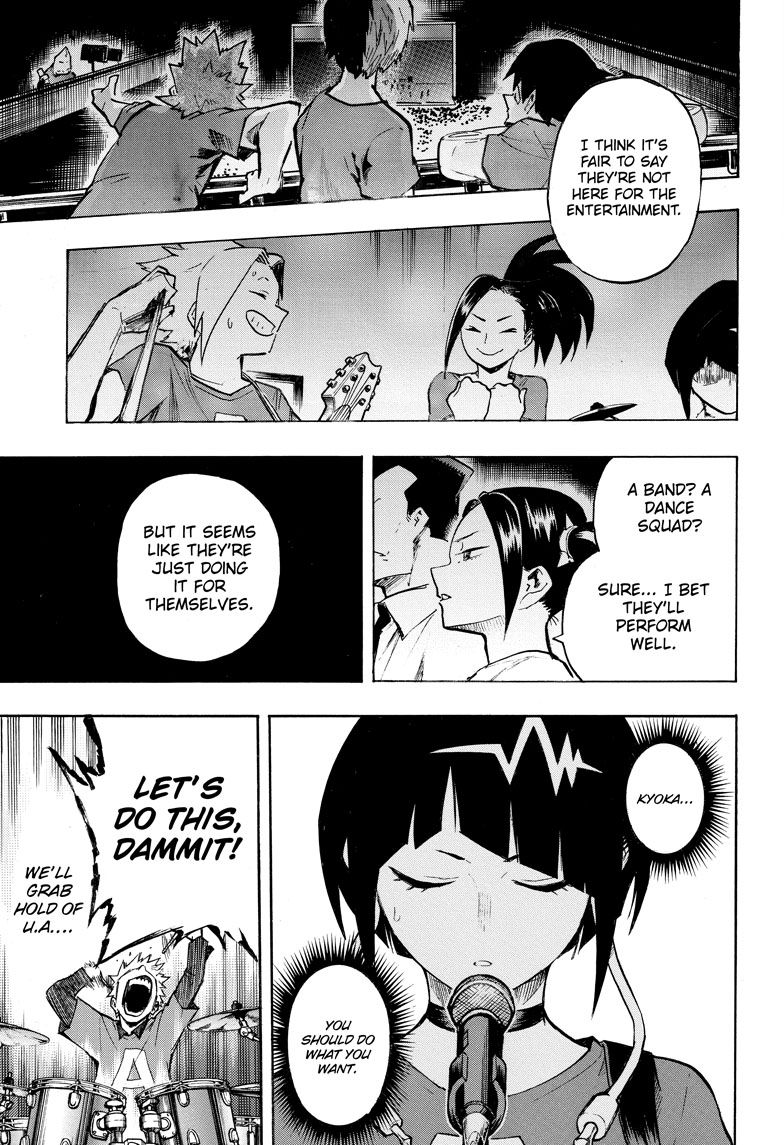 I THINK IT'S
FAIR TO SAY
THEY'RE NOT
HERE FOR THE
ENTERTAINMENT.
A BAND? A
DANCE
SQUAD?
SURE... I BET
THEY'LL
PERFORM
WELL.
BUT IT SEEMS
LIKE THEY'RE
JUST DOING
IT FOR
THEMSELVES.
KYOKA...
YOU
SHOULD DO
WHAT YOU
WANT.
LET'S
DO THIS,
DAMMIT!
WE'LL
GRAB
HOLD OF
U.A....
A